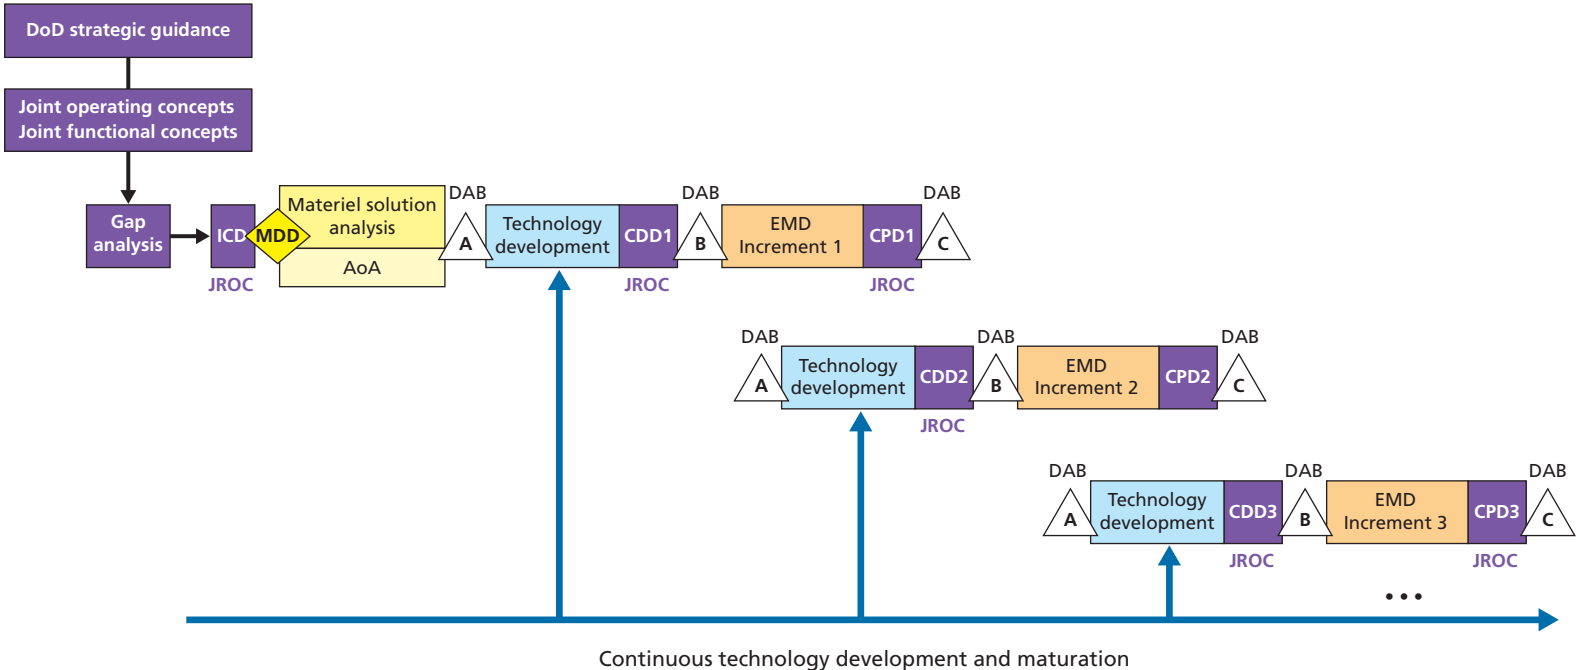 DoD strategic guidance
Joint operating concepts
Joint functional concepts
Gap
analysis
ICD
JROC
MDD
Materiel solution
analysis
AoA
DAB
A
Technology
development
CDD1
JROC
DAB
B
EMD
Increment 1
CPD1
JROC
DAB
C
DAB
A
Technology
development
CDD2
JROC
DAB
B
EMD
Increment 2
CPD2
DAB
C
DAB
A
Technology
development
CDD3
JROC
DAB
B
EMD
Increment 3
CPD3
JROC
DAB
C
...
Continuous technology development and maturation